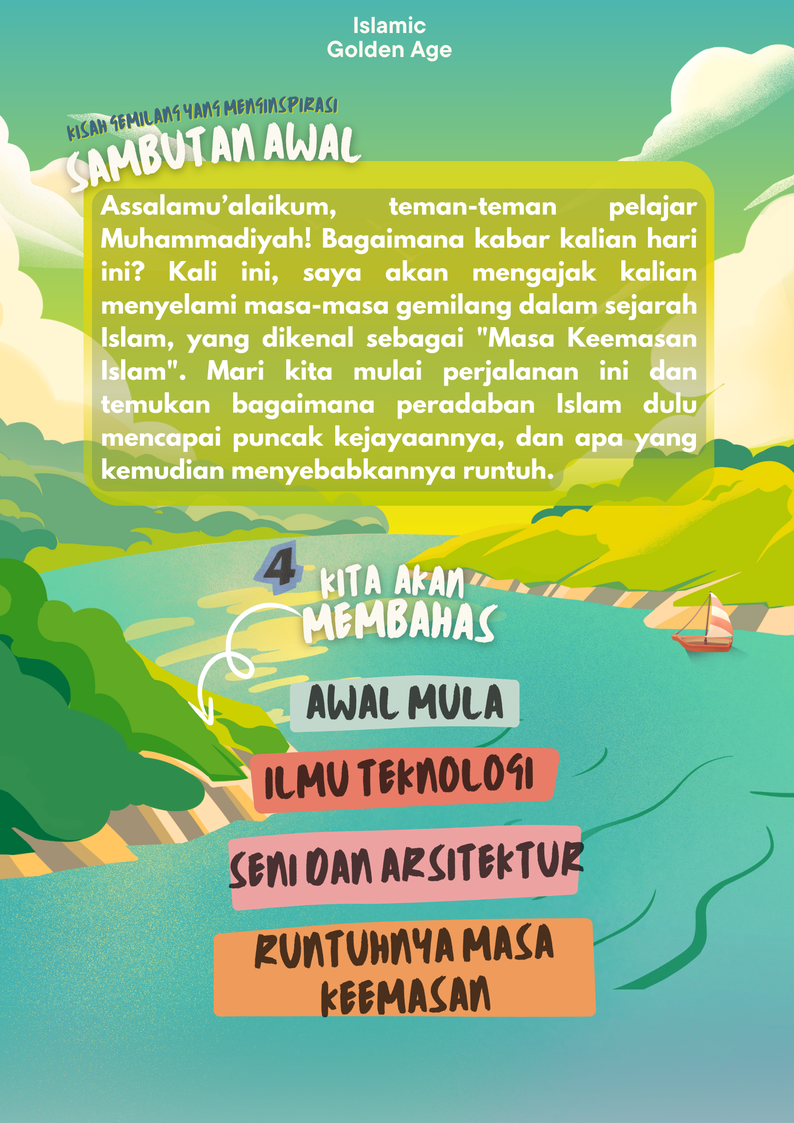 Islamic
Golden Age
KISAH GEMILANG YANG MENGINSPIRASI
SAMBUTAN AWAL
Assalamu’alaikum, teman-teman pelajar
Muhammadiyah! Bagaimana kabar kalian hari
ini? Kali ini, saya akan mengajak kalian
menyelami masa-masa gemilang dalam sejarah
Islam, yang dikenal sebagai "Masa Keemasan
Islam". Mari kita mulai perjalanan ini dan
temukan bagaimana peradaban Islam dulu
mencapai puncak kejayaannya, dan apa yang
kemudian menyebabkannya runtuh.
4
KITA AKAN
MEMBAHAS
AWAL MULA
ILMU TEKNOLOGI
SENI DAN ARSITEKTUR
RUNTUHNYA MASA
KEEMASAN